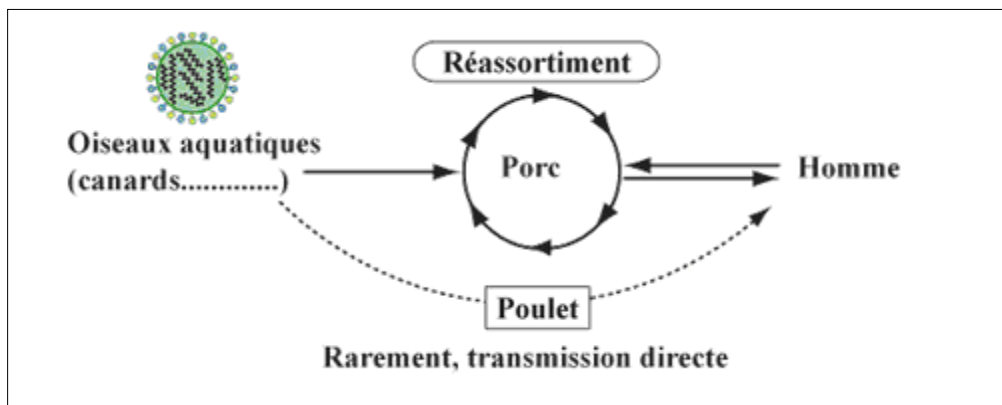 Réassortiment
Oiseaux aquatiques
(canards.............)
Porc
Homme
Poulet
Rarement, transmission directe